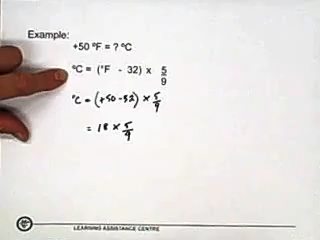 Example:
+50 ºF = ? ºC
ºC = (ºF - 32) x 5/9
ºC = (+50-32) x 5/9
= 18 x 5/9
LEARNING ASSISTANCE CENTRE